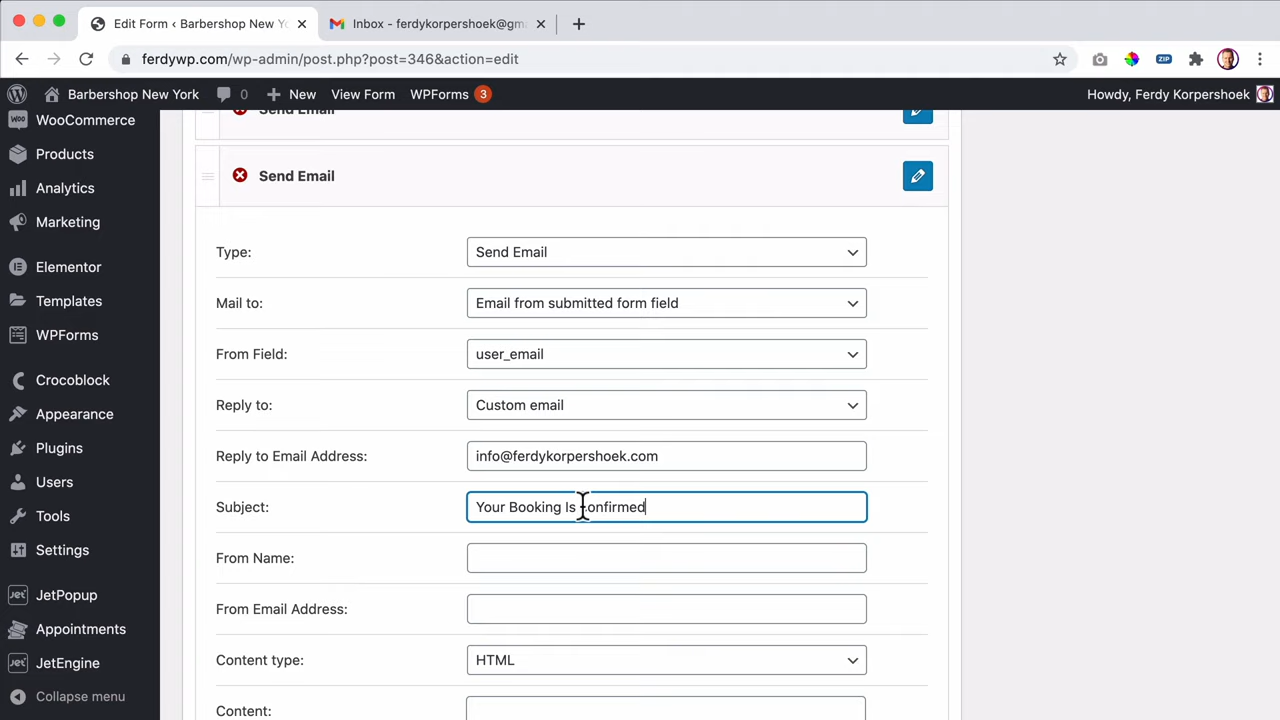 Edit Form ‹ Barbershop New Yo
Inbox - ferdykorpershoek@gm
ferdywp.com/wp-admin/post.php?post=346&action=edit
ZIP
Barbershop New York
0
New
View Form
WPForms 3
Howdy, Ferdy Korpershoek
WooCommerce
Products
Analytics
Marketing
Elementor
Templates
WPForms
Crocoblock
Appearance
Plugins
Users
Tools
Settings
JetPopup
Appointments
JetEngine
Collapse menu
Send Email
Send Email
Type: Send Email
Mail to: Email from submitted form field
From Field: user_email
Reply to: Custom email
Reply to Email Address: info@ferdykorpershoek.com
Subject: Your Booking Is confirmed
From Name:
From Email Address:
Content type: HTML
Content: